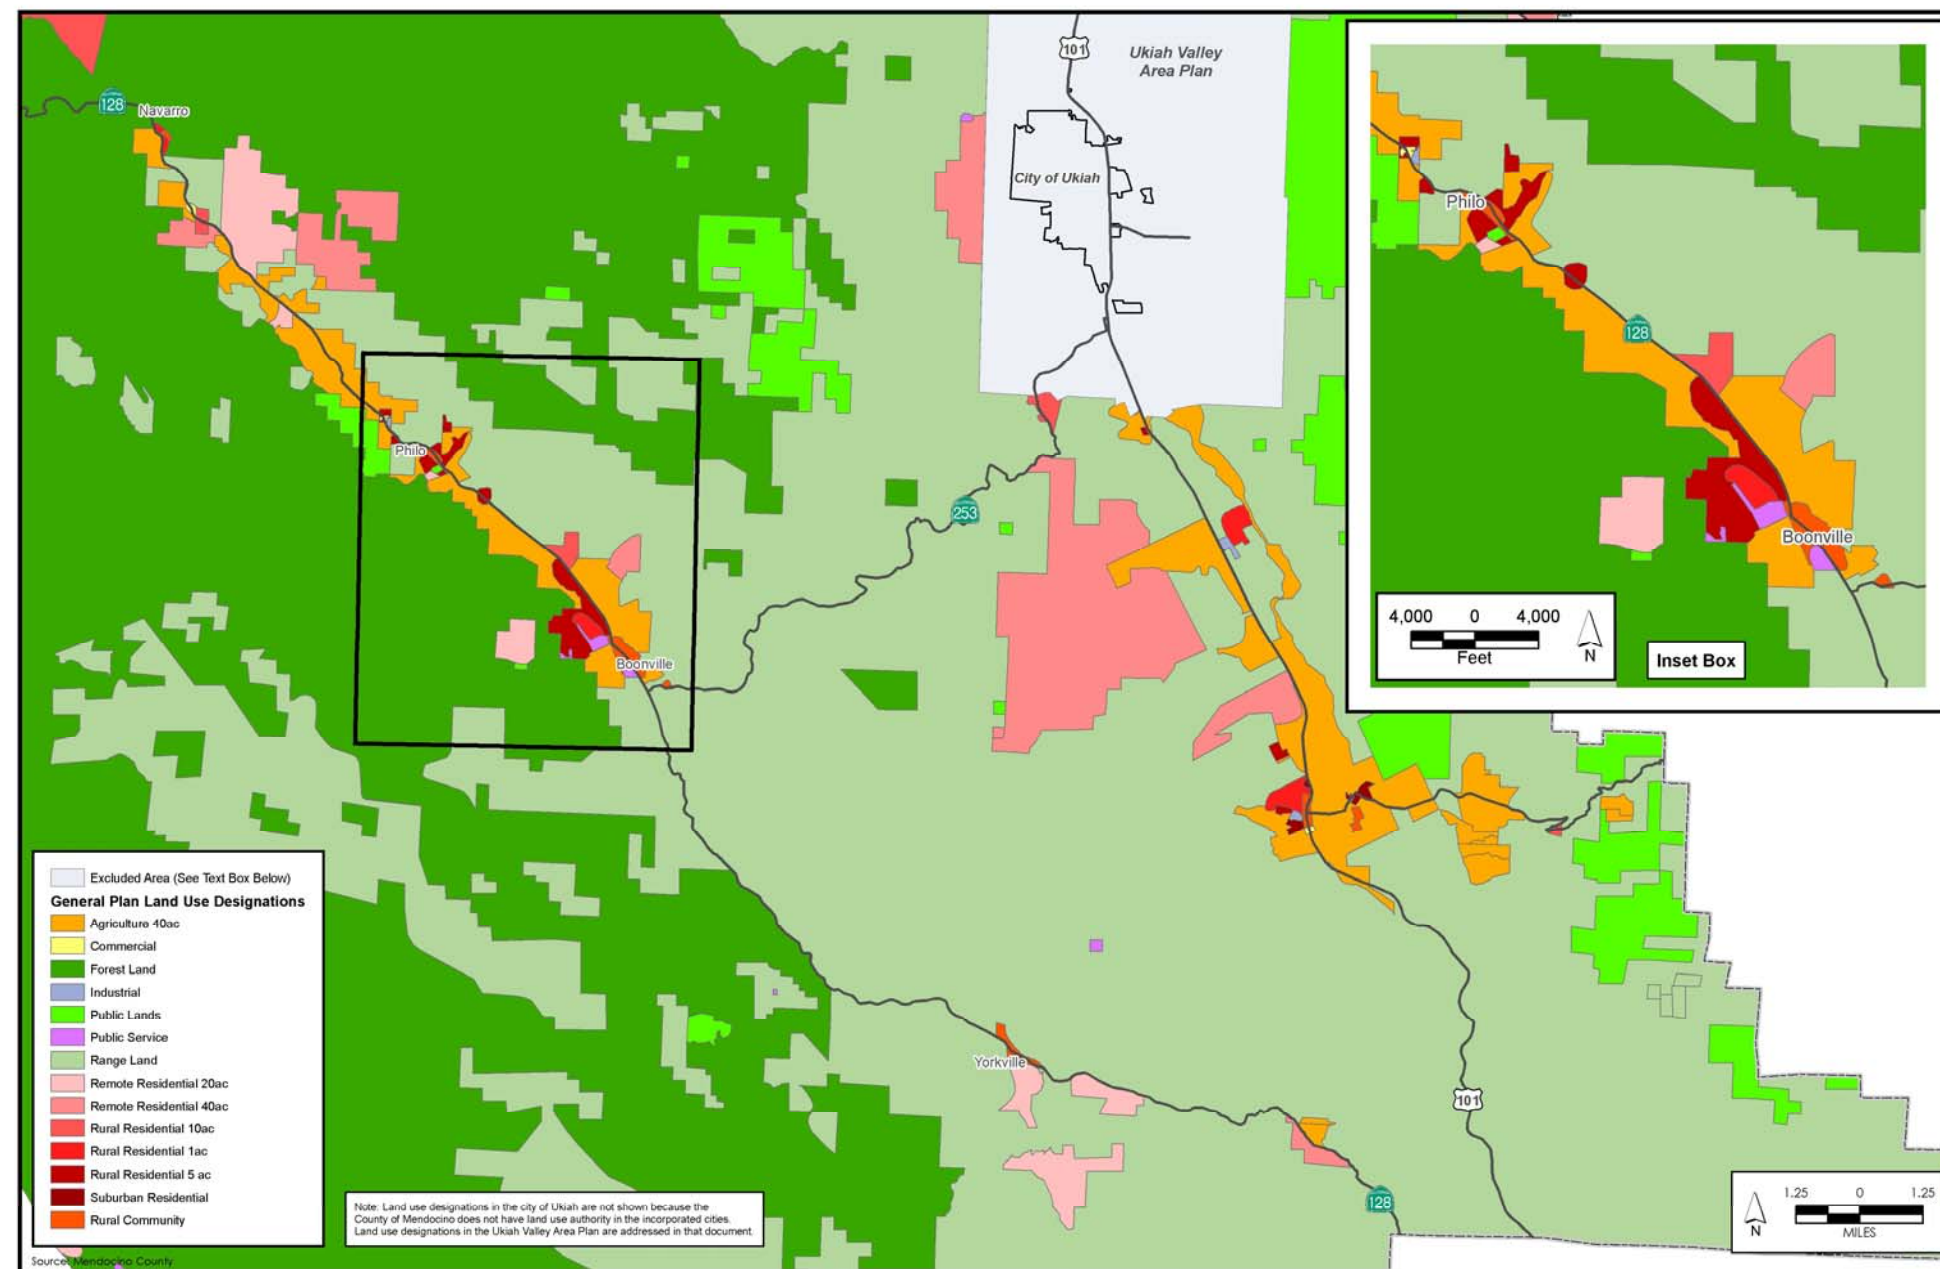 128
Navarro
101
Ukiah Valley
Area Plan
City of Ukiah
Philo
253
Boonville
Philo
128
Boonville
4,000 0 4,000
Feet
N
Inset Box
Excluded Area (See Text Box Below)
General Plan Land Use Designations
Agriculture 40ac
Commercial
Forest Land
Industrial
Public Lands
Public Service
Range Land
Remote Residential 20ac
Remote Residential 40ac
Rural Residential 10ac
Rural Residential 1ac
Rural Residential 5 ac
Suburban Residential
Rural Community
Yorkville
101
128
Note: Land use designations in the city of Ukiah are not shown because the
County of Mendocino does not have land use authority in the incorporated cities.
Land use designations in the Ukiah Valley Area Plan are addressed in that document.
N
1.25 0 1.25
MILES
Source: Mendocino County